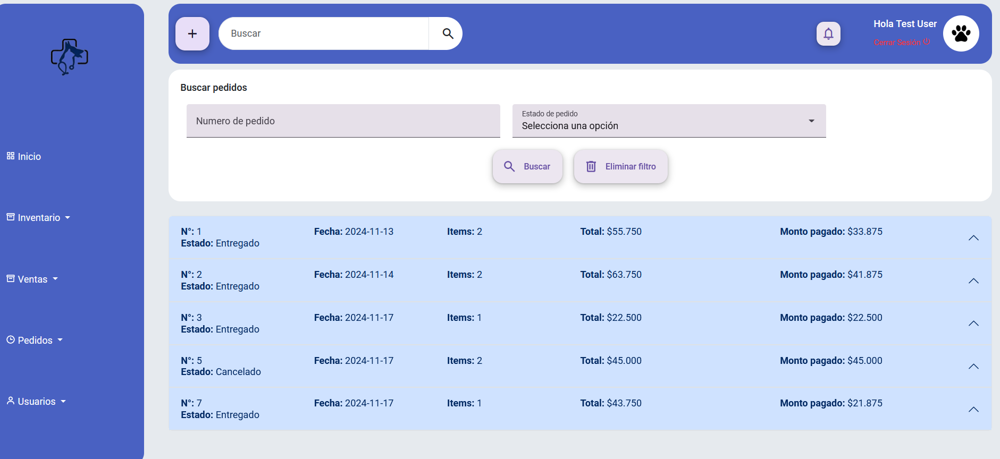 Buscar
Hola Test User
Cerrar Sesión
Buscar pedidos
Numero de pedido
Estado de pedido
Selecciona una opción
Buscar
Eliminar filtro
Inicio
Inventario
Ventas
Pedidos
Usuarios
N°: 1 Fecha: 2024-11-13 Items: 2 Total: $55.750 Monto pagado: $33.875
Estado: Entregado
N°: 2 Fecha: 2024-11-14 Items: 2 Total: $63.750 Monto pagado: $41.875
Estado: Entregado
N°: 3 Fecha: 2024-11-17 Items: 1 Total: $22.500 Monto pagado: $22.500
Estado: Entregado
N°: 5 Fecha: 2024-11-17 Items: 2 Total: $45.000 Monto pagado: $45.000
Estado: Cancelado
N°: 7 Fecha: 2024-11-17 Items: 1 Total: $43.750 Monto pagado: $21.875
Estado: Entregado